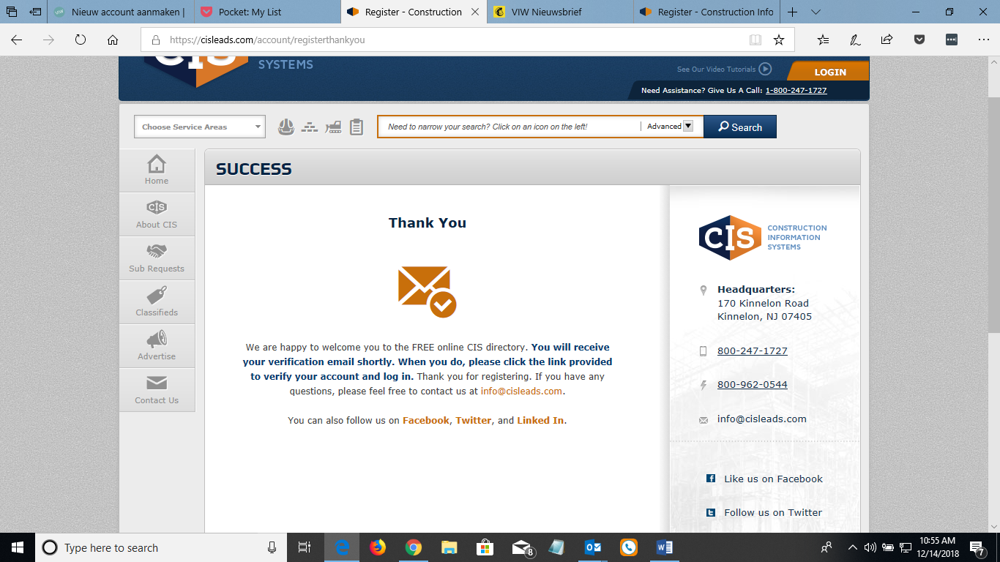 Nieuw account aanmaken |
Pocket: My List
Register - Construction
VIW Nieuwsbrief
Register - Construction Info
https://cisleads.com/account/registerthankyou
CIS
SYSTEMS
See Our Video Tutorials
LOGIN
Need Assistance? Give Us A Call: 1-800-247-1727
Choose Service Areas
Need to narrow your search? Click on an icon on the left!
Advanced
Search
Home
CIS
About CIS
Sub Requests
Classifieds
Advertise
Contact Us
SUCCESS
Thank You
We are happy to welcome you to the FREE online CIS directory. You will receive
your verification email shortly. When you do, please click the link provided
to verify your account and log in. Thank you for registering. If you have any
questions, please feel free to contact us at info@cisleads.com.
You can also follow us on Facebook, Twitter, and Linked In.
CIS
CONSTRUCTION
INFORMATION
SYSTEMS
Headquarters:
170 Kinnelon Road
Kinnelon, NJ 07405
800-247-1727
800-962-0544
info@cisleads.com
Like us on Facebook
Follow us on Twitter
Type here to search
8
10:55 AM
12/14/2018
7